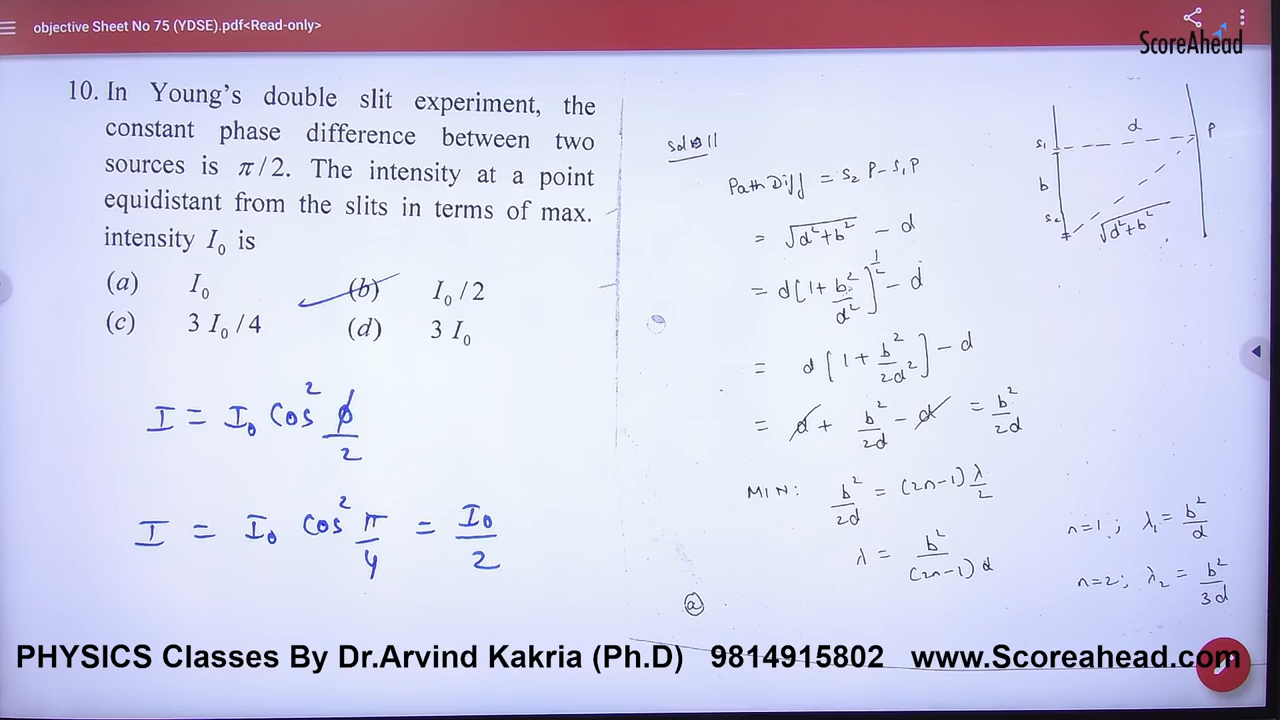 objective Sheet No 75 (YDSE).pdf<Read-only>
ScoreAhead
10. In Young's double slit experiment, the
constant phase difference between two
sources is π/2. The intensity at a point
equidistant from the slits in terms of max.
intensity I₀ is
(a) I₀ (b) I₀/2
(c) 3 I₀/4 (d) 3 I₀
I = I₀ cos² ϕ/2
I = I₀ cos² π/4 = I₀/2
Sol 11
Path Diff = S₂P - S₁P
= √(d²+b²) - d
= d[1+b²/d²]^½ - d
= d[1+b²/2d²] - d
= d + b²/2d - d = b²/2d
MIN: b²/2d = (2n-1) λ/2
λ = b²/(2n-1)d
n=1; λ₁ = b²/d
n=2; λ₂ = b²/3d
(a)
S₁ d P
b
S₂ √(d²+b²)
PHYSICS Classes By Dr.Arvind Kakria (Ph.D) 9814915802 www.Scoreahead.com